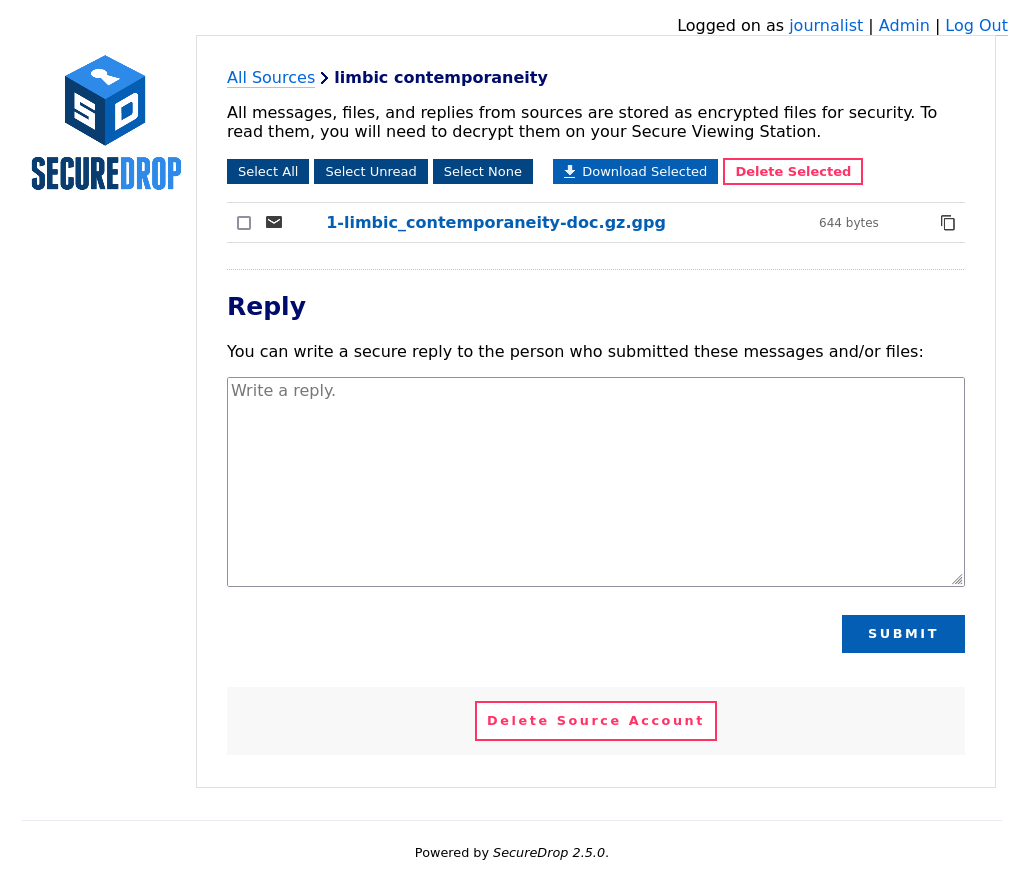 Logged on as journalist | Admin | Log Out
SECUREDROP
All Sources > limbic contemporaneity
All messages, files, and replies from sources are stored as encrypted files for security. To
read them, you will need to decrypt them on your Secure Viewing Station.
Select All Select Unread Select None Download Selected Delete Selected
1-limbic_contemporaneity-doc.gz.gpg 644 bytes
Reply
You can write a secure reply to the person who submitted these messages and/or files:
Write a reply.
SUBMIT
Delete Source Account
Powered by SecureDrop 2.5.0.